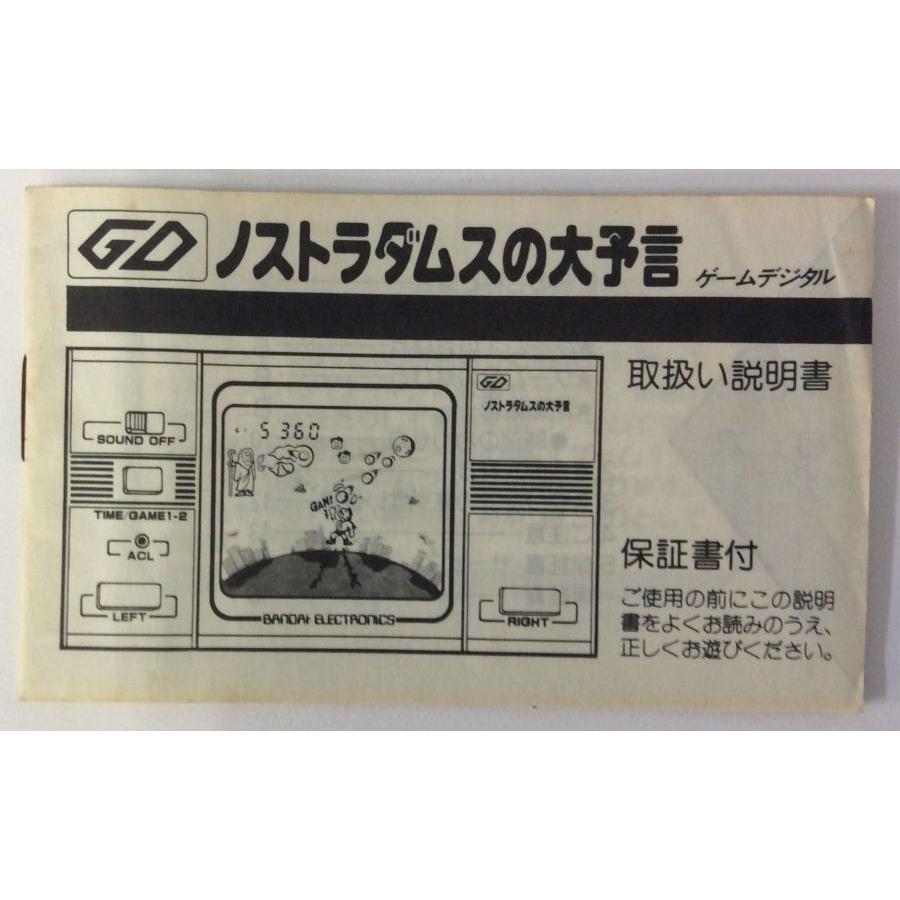 GD ノストラダムスの大予言 ゲームデジタル
取扱い説明書
GD
ノストラダムスの大予言
SOUND OFF
5 360
GAN!
TIME/GAME1-2
ACL
LEFT
BANDAI ELECTRONICS
RIGHT
保証書付
ご使用の前にこの説明
書をよくお読みのうえ、
正しくお遊びください。